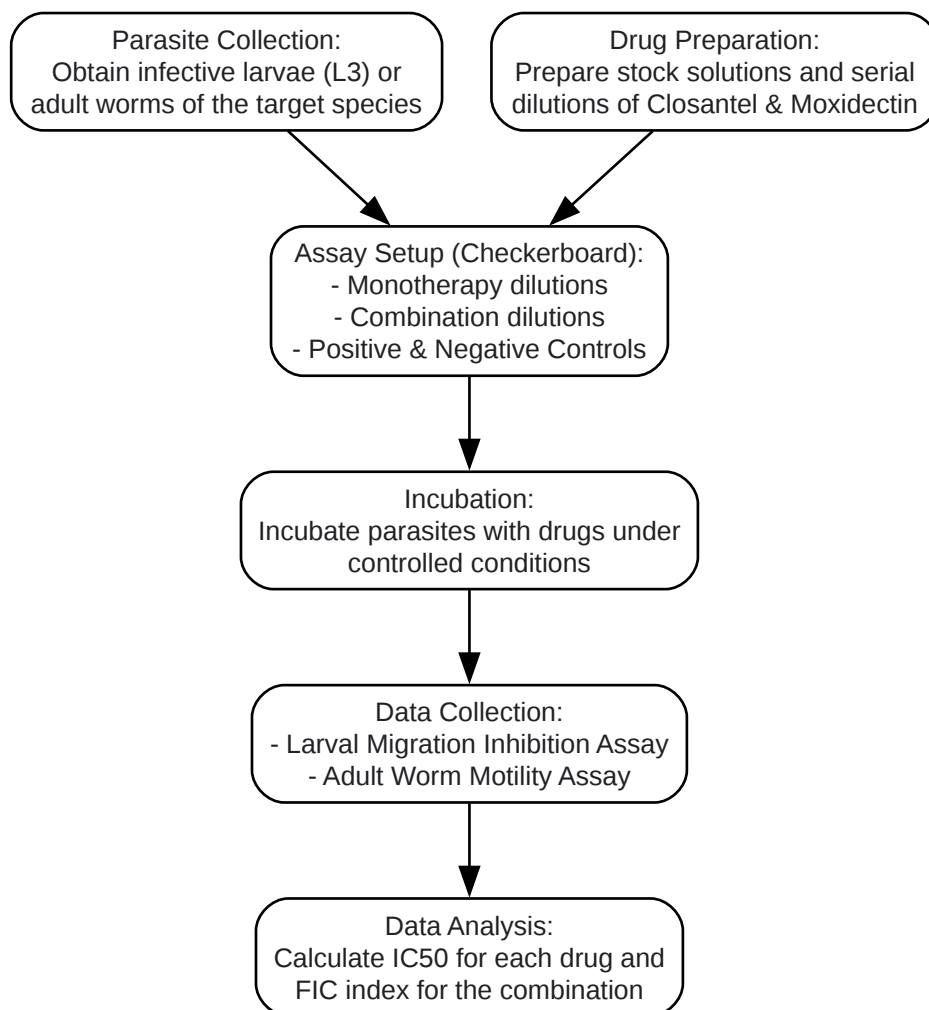 Parasite Collection:
Obtain infective larvae (L3) or
adult worms of the target species
Drug Preparation:
Prepare stock solutions and serial
dilutions of Closantel & Moxidectin
Assay Setup (Checkerboard):
- Monotherapy dilutions
- Combination dilutions
- Positive & Negative Controls
Incubation:
Incubate parasites with drugs under
controlled conditions
Data Collection:
- Larval Migration Inhibition Assay
- Adult Worm Motility Assay
Data Analysis:
Calculate IC50 for each drug and
FIC index for the combination